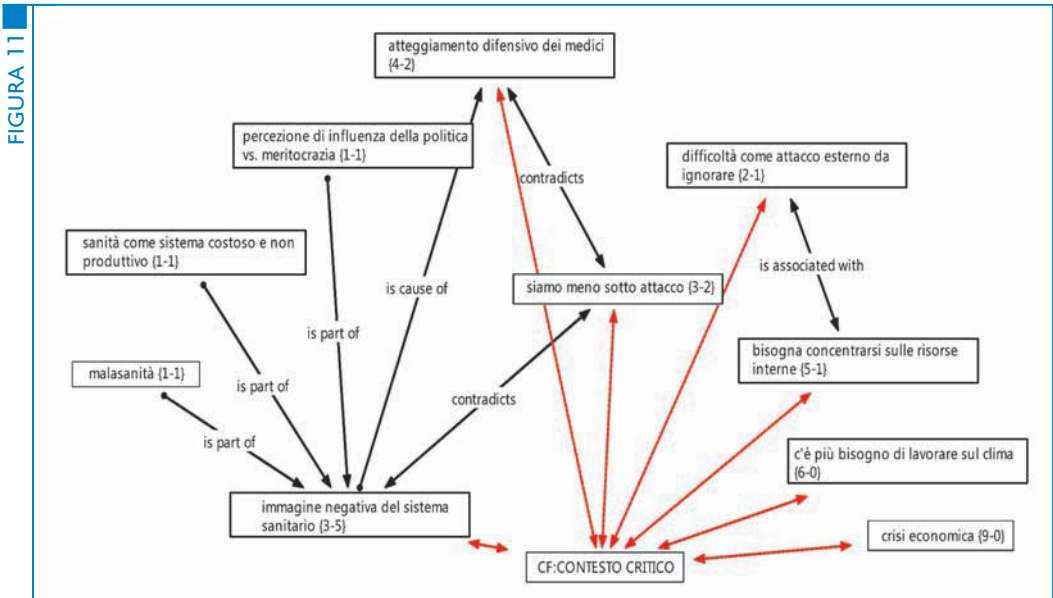 FIGURA 11
atteggiamento difensivo dei medici
{4-2}
percezione di influenza della politica
vs. meritocrazia {1-1}
difficoltà come attacco esterno da
ignorare {2-1}
contradicts
sanità come sistema costoso e non
produttivo {1-1}
is associated with
is cause of
siamo meno sotto attacco {3-2}
is part of
bisogna concentrarsi sulle risorse
interne {5-1}
malasanità {1-1}
is part of
contradicts
is part of
c'è più bisogno di lavorare sul clima
{6-0}
immagine negativa del sistema
sanitario {3-5}
crisi economica {9-0}
CF:CONTESTO CRITICO